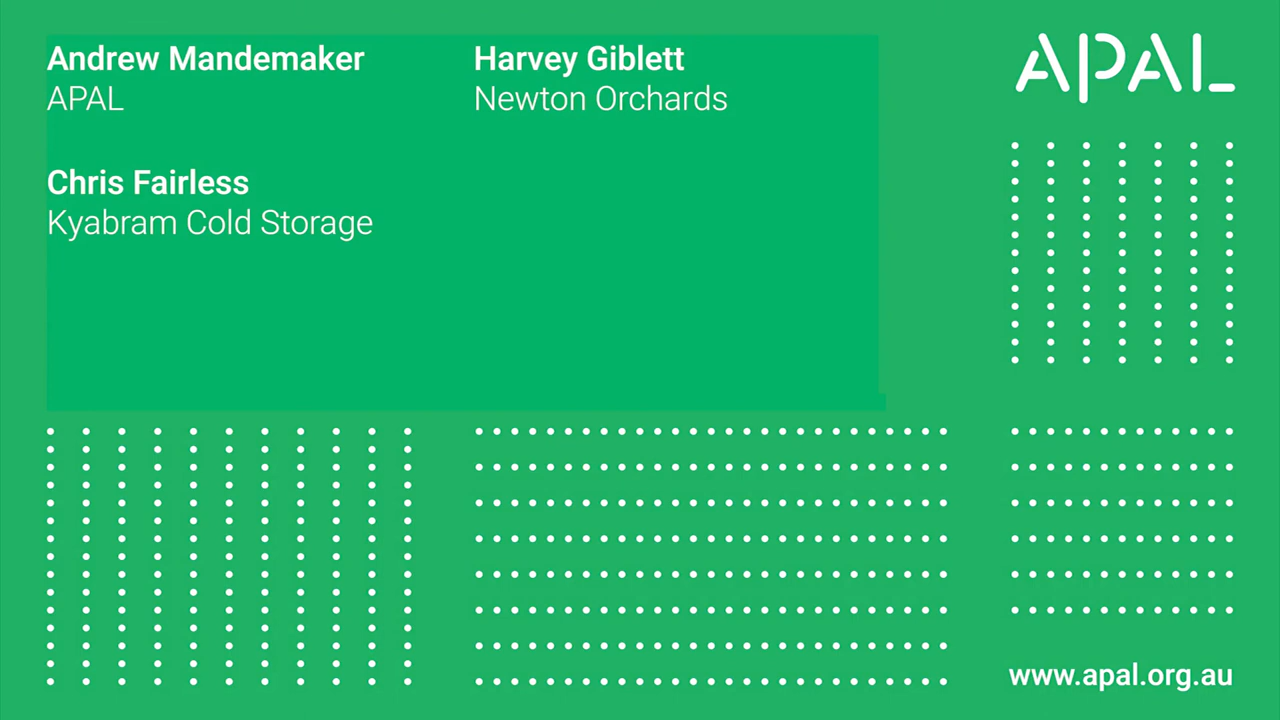 Andrew Mandemaker
APAL
Chris Fairless
Kyabram Cold Storage
Harvey Giblett
Newton Orchards
APAL
www.apal.org.au